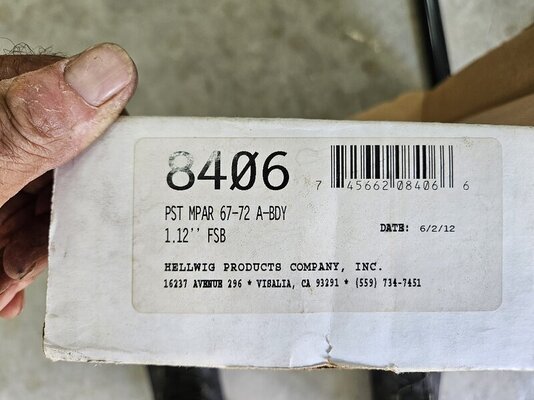 8406
7 45662 08406 6
PST MPAR 67-72 A-BDY
1.12'' FSB
DATE: 6/2/12
HELLWIG PRODUCTS COMPANY, INC.
16237 AVENUE 296 * VISALIA, CA 93291 * (559) 734-7451